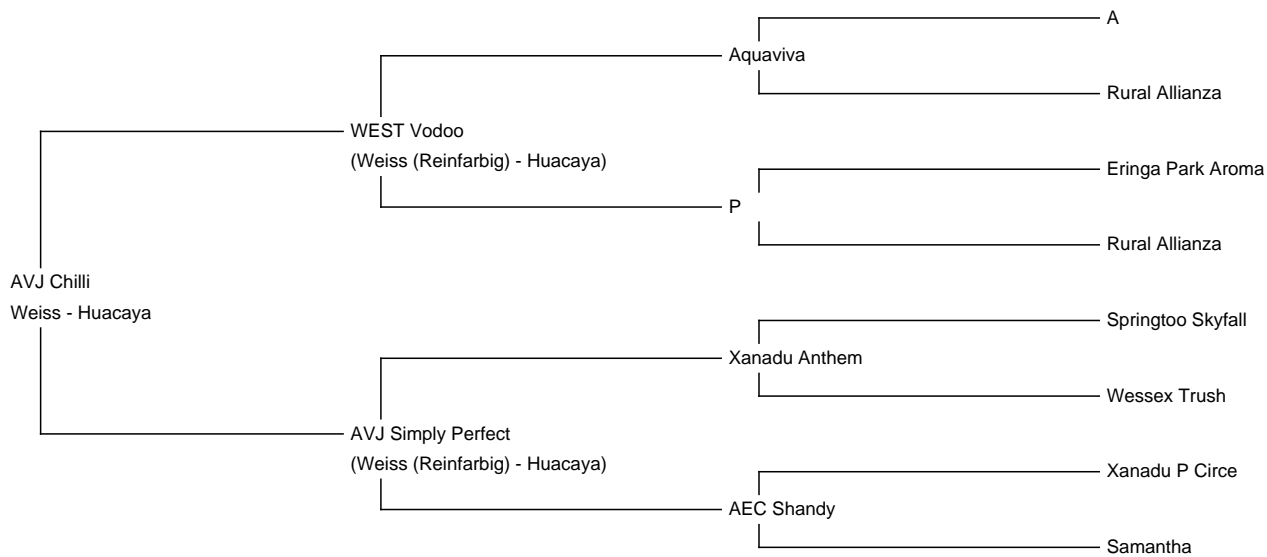 A
Aquaviva
Rural Allianza
WEST Vodoo
(Weiss (Reinfarbig) - Huacaya)
Eringa Park Aroma
P
Rural Allianza
AVJ Chilli
Weiss - Huacaya
Springtoo Skyfall
Xanadu Anthem
Wessex Trush
AVJ Simply Perfect
(Weiss (Reinfarbig) - Huacaya)
Xanadu P Circe
AEC Shandy
Samantha